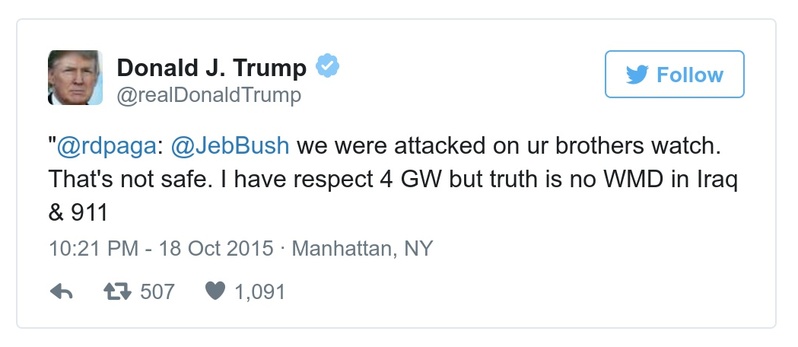 Donald J. Trump
Follow
@realDonaldTrump
"@rdpaga: @JebBush we were attacked on ur brothers watch.
That's not safe. I have respect 4 GW but truth is no WMD in Iraq
& 911
10:21 PM - 18 Oct 2015 · Manhattan, NY
507 1,091